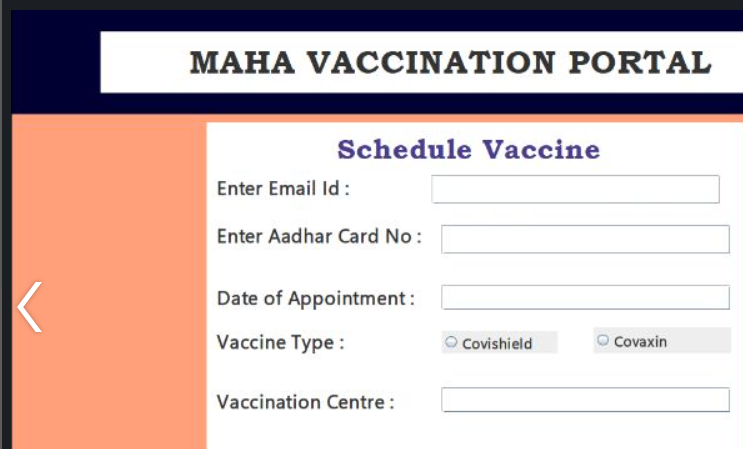 MAHA VACCINATION PORTAL
Schedule Vaccine
Enter Email Id :
Enter Aadhar Card No :
Date of Appointment :
Vaccine Type :  Covishield  Covaxin
Vaccination Centre :